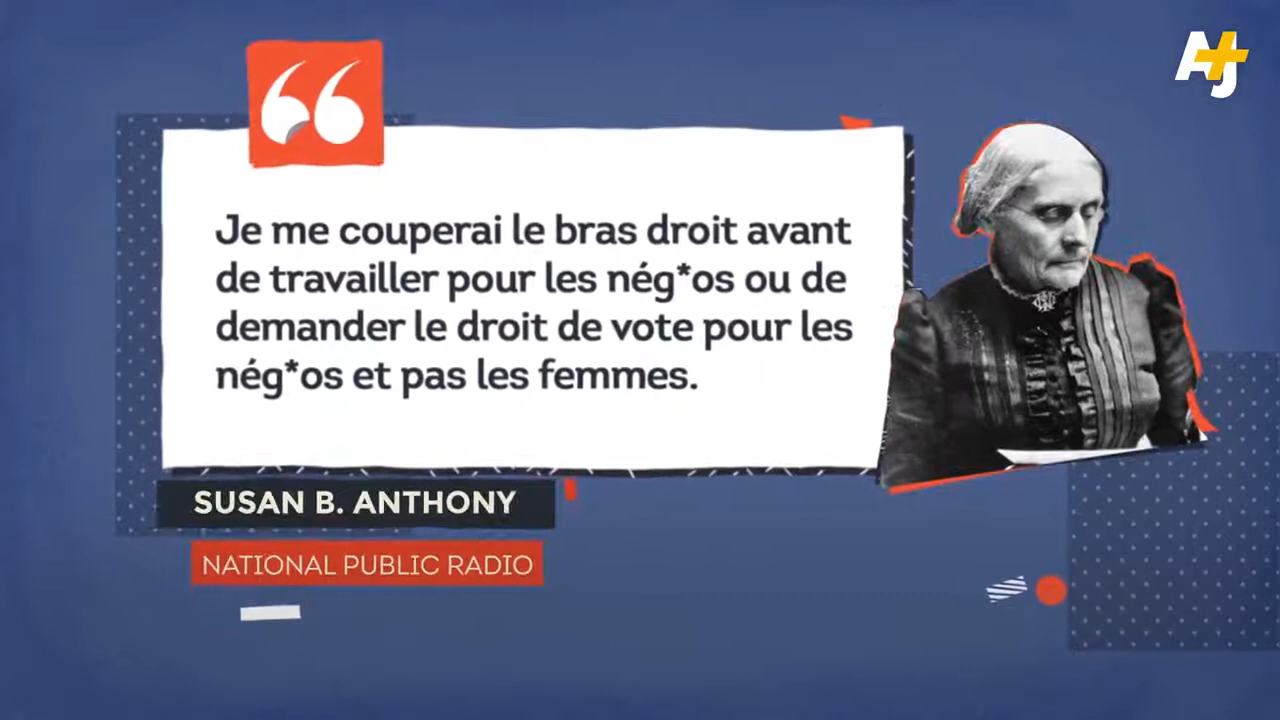 AJ+
Je me couperai le bras droit avant
de travailler pour les nég*os ou de
demander le droit de vote pour les
nég*os et pas les femmes.
SUSAN B. ANTHONY
NATIONAL PUBLIC RADIO